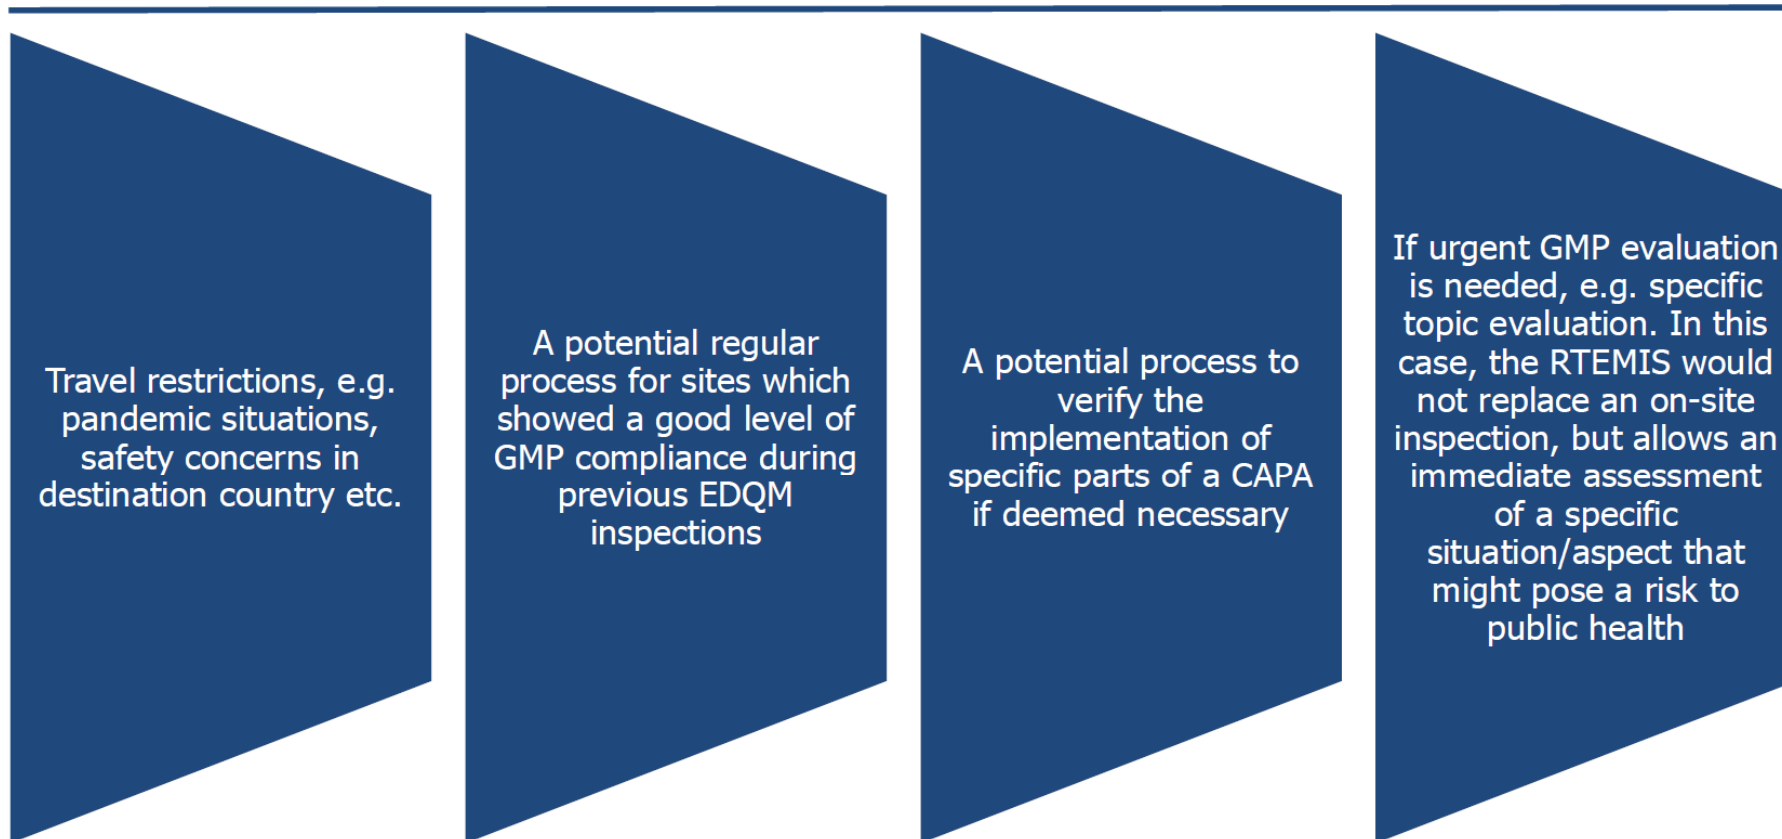 Travel restrictions, e.g.
pandemic situations,
safety concerns in
destination country etc.
A potential regular
process for sites which
showed a good level of
GMP compliance during
previous EDQM
inspections
A potential process to
verify the
implementation of
specific parts of a CAPA
if deemed necessary
If urgent GMP evaluation
is needed, e.g. specific
topic evaluation. In this
case, the RTEMIS would
not replace an on-site
inspection, but allows an
immediate assessment
of a specific
situation/aspect that
might pose a risk to
public health